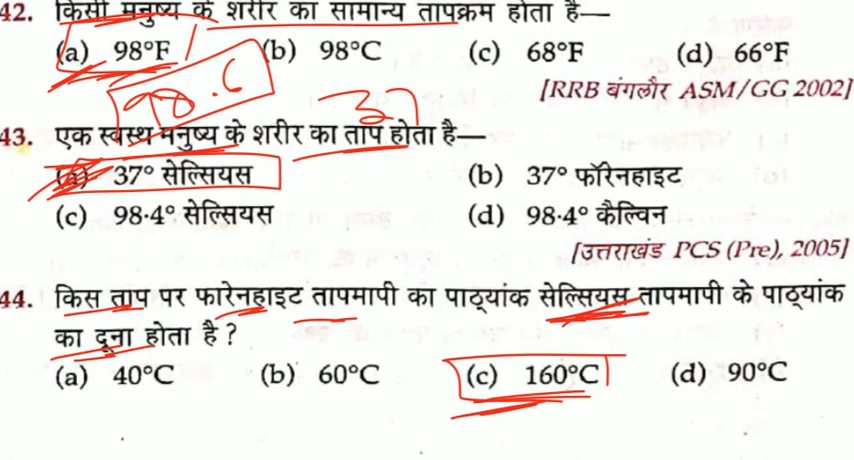 42. किसी मनुष्य के शरीर का सामान्य तापक्रम होता है—
(a) 98°F (b) 98°C (c) 68°F (d) 66°F
98.6
[RRB बंगलौर ASM/GG 2002]
37
43. एक स्वस्थ मनुष्य के शरीर का ताप होता है—
(a) 37° सेल्सियस (b) 37° फॉरेनहाइट
(c) 98·4° सेल्सियस (d) 98·4° कैल्विन
[उत्तराखंड PCS (Pre), 2005]
44. किस ताप पर फारेनहाइट तापमापी का पाठ्यांक सेल्सियस तापमापी के पाठ्यांक
का दूना होता है ?
(a) 40°C (b) 60°C (c) 160°C (d) 90°C